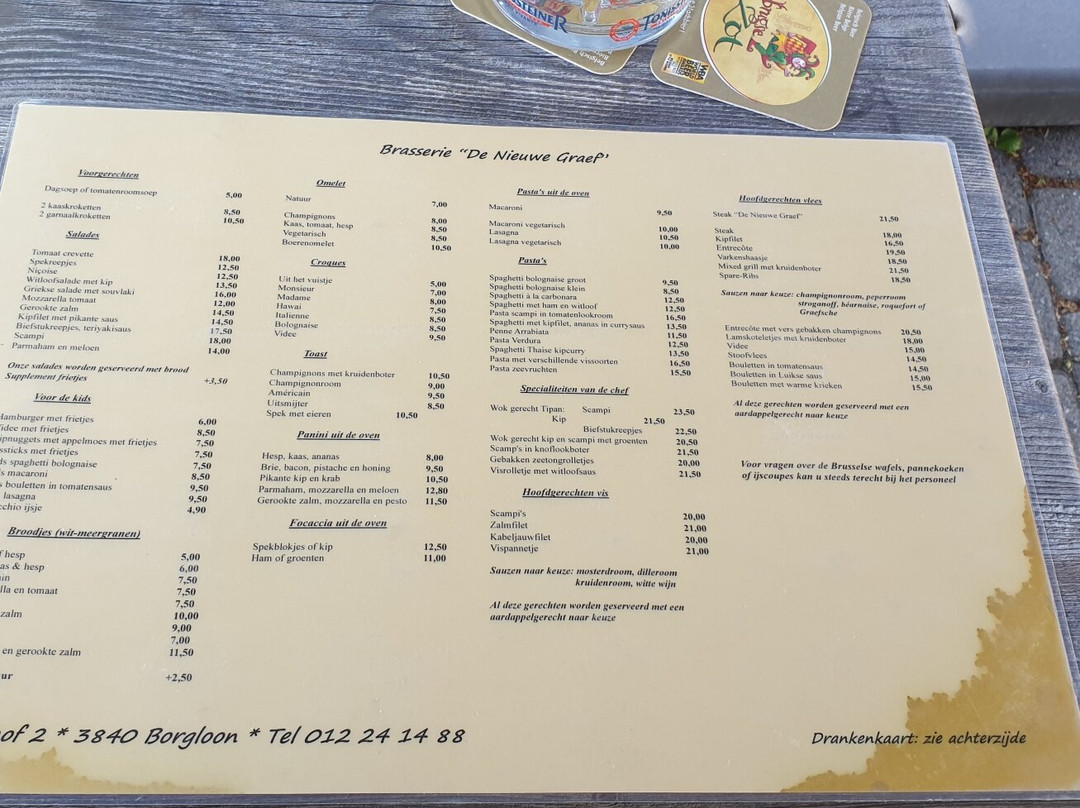 STEINER
TONIS
Brugse
Zot
Belgisch Bier
Bière Belge
Belgian Beer
Brasserie "De Nieuwe Graef"
Voorgerechten
Dagsoep of tomatenroomsoep 5,00
2 kaaskroketten 8,50
2 garnaalkroketten 10,50
Salades
Tomaat crevette 18,00
Spekreepjes 12,50
Niçoise 12,50
Witloofsalade met kip 13,50
Griekse salade met souvlaki 16,00
Mozzarella tomaat 12,00
Gerookte zalm 14,50
Kipfilet met pikante saus 14,50
Biefstukreepjes, teriyakisaus 17,50
Scampi 18,00
Parmaham en meloen 14,00
Onze salades worden geserveerd met brood
Supplement frietjes +3,50
Voor de kids
Hamburger met frietjes 6,00
idee met frietjes 8,50
ipnuggets met appelmoes met frietjes 7,50
ssticks met frietjes 7,50
ds spaghetti bolognaise 7,50
s macaroni 8,50
s bouletten in tomatensaus 9,50
lasagna 9,50
cchio ijsje 4,90
Broodjes (wit-meergranen)
f hesp 5,00
as & hesp 6,00
in 7,50
lla en tomaat 7,50
7,50
zalm 10,00
9,00
7,00
en gerookte zalm 11,50
ur +2,50
Omelet
Natuur 7,00
Champignons 8,00
Kaas, tomaat, hesp 8,50
Vegetarisch 8,50
Boerenomelet 10,50
Croques
Uit het vuistje 5,00
Monsieur 7,00
Madame 8,00
Hawai 7,50
Italienne 8,50
Bolognaise 8,50
Videe 9,50
Toast
Champignons met kruidenboter 10,50
Champignonroom 9,00
Américain 9,50
Uitsmijter 8,50
Spek met eieren 10,50
Panini uit de oven
Hesp, kaas, ananas 8,00
Brie, bacon, pistache en honing 9,50
Pikante kip en krab 10,50
Parmaham, mozzarella en meloen 12,80
Gerookte zalm, mozzarella en pesto 11,50
Focaccia uit de oven
Spekblokjes of kip 12,50
Ham of groenten 11,00
Pasta's uit de oven
Macaroni 9,50
Macaroni vegetarisch 10,00
Lasagna 10,50
Lasagna vegetarisch 10,00
Pasta's
Spaghetti bolognaise groot 9,50
Spaghetti bolognaise klein 8,50
Spaghetti à la carbonara 12,50
Spaghetti met ham en witloof 12,50
Pasta scampi in tomatenlookroom 16,50
Spaghetti met kipfilet, ananas in currysaus 13,50
Penne Arrabiata 11,50
Pasta Verdura 12,50
Spaghetti Thaise kipcurry 13,50
Pasta met verschillende vissoorten 16,50
Pasta zeevruchten 15,50
Specialiteiten van de chef
Wok gerecht Tipan: Scampi 23,50
Kip 21,50
Biefstukreepjes 22,50
Wok gerecht kip en scampi met groenten 20,50
Scamp's in knoflookboter 21,50
Gebakken zeetongrolletjes 20,00
Visrolletje met witloofsaus 21,50
Hoofdgerechten vis
Scampi's 20,00
Zalmfilet 21,00
Kabeljauwfilet 20,00
Vispannetje 21,00
Sauzen naar keuze: mosterdroom, dilleroom
kruidenroom, witte wijn
Al deze gerechten worden geserveerd met een
aardappelgerecht naar keuze
Hoofdgerechten vlees
Steak "De Nieuwe Graef" 21,50
Steak 18,00
Kipfilet 16,50
Entrecôte 19,50
Varkenshaasje 18,50
Mixed grill met kruidenboter 21,50
Spare-Ribs 18,50
Sauzen naar keuze: champignonroom, peperroom
stroganoff, béarnaise, roquefort of
Graefsche
Entrecôte met vers gebakken champignons 20,50
Lamskoteletjes met kruidenboter 18,00
Videe 15,00
Stoofvlees 14,50
Bouletten in tomatensaus 14,50
Bouletten in Luikse saus 15,00
Bouletten met warme krieken 15,50
Al deze gerechten worden geserveerd met een
aardappelgerecht naar keuze
Voor vragen over de Brusselse wafels, pannekoeken
of ijscoupes kan u steeds terecht bij het personeel
of 2 * 3840 Borgloon * Tel 012 24 14 88
Drankenkaart: zie achterzijde